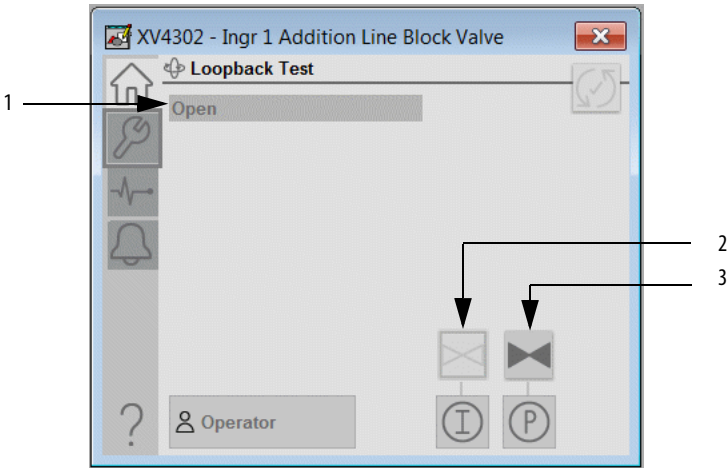 XV4302 - Ingr 1 Addition Line Block Valve
Loopback Test
1
Open
2
3
I
P
?
Operator